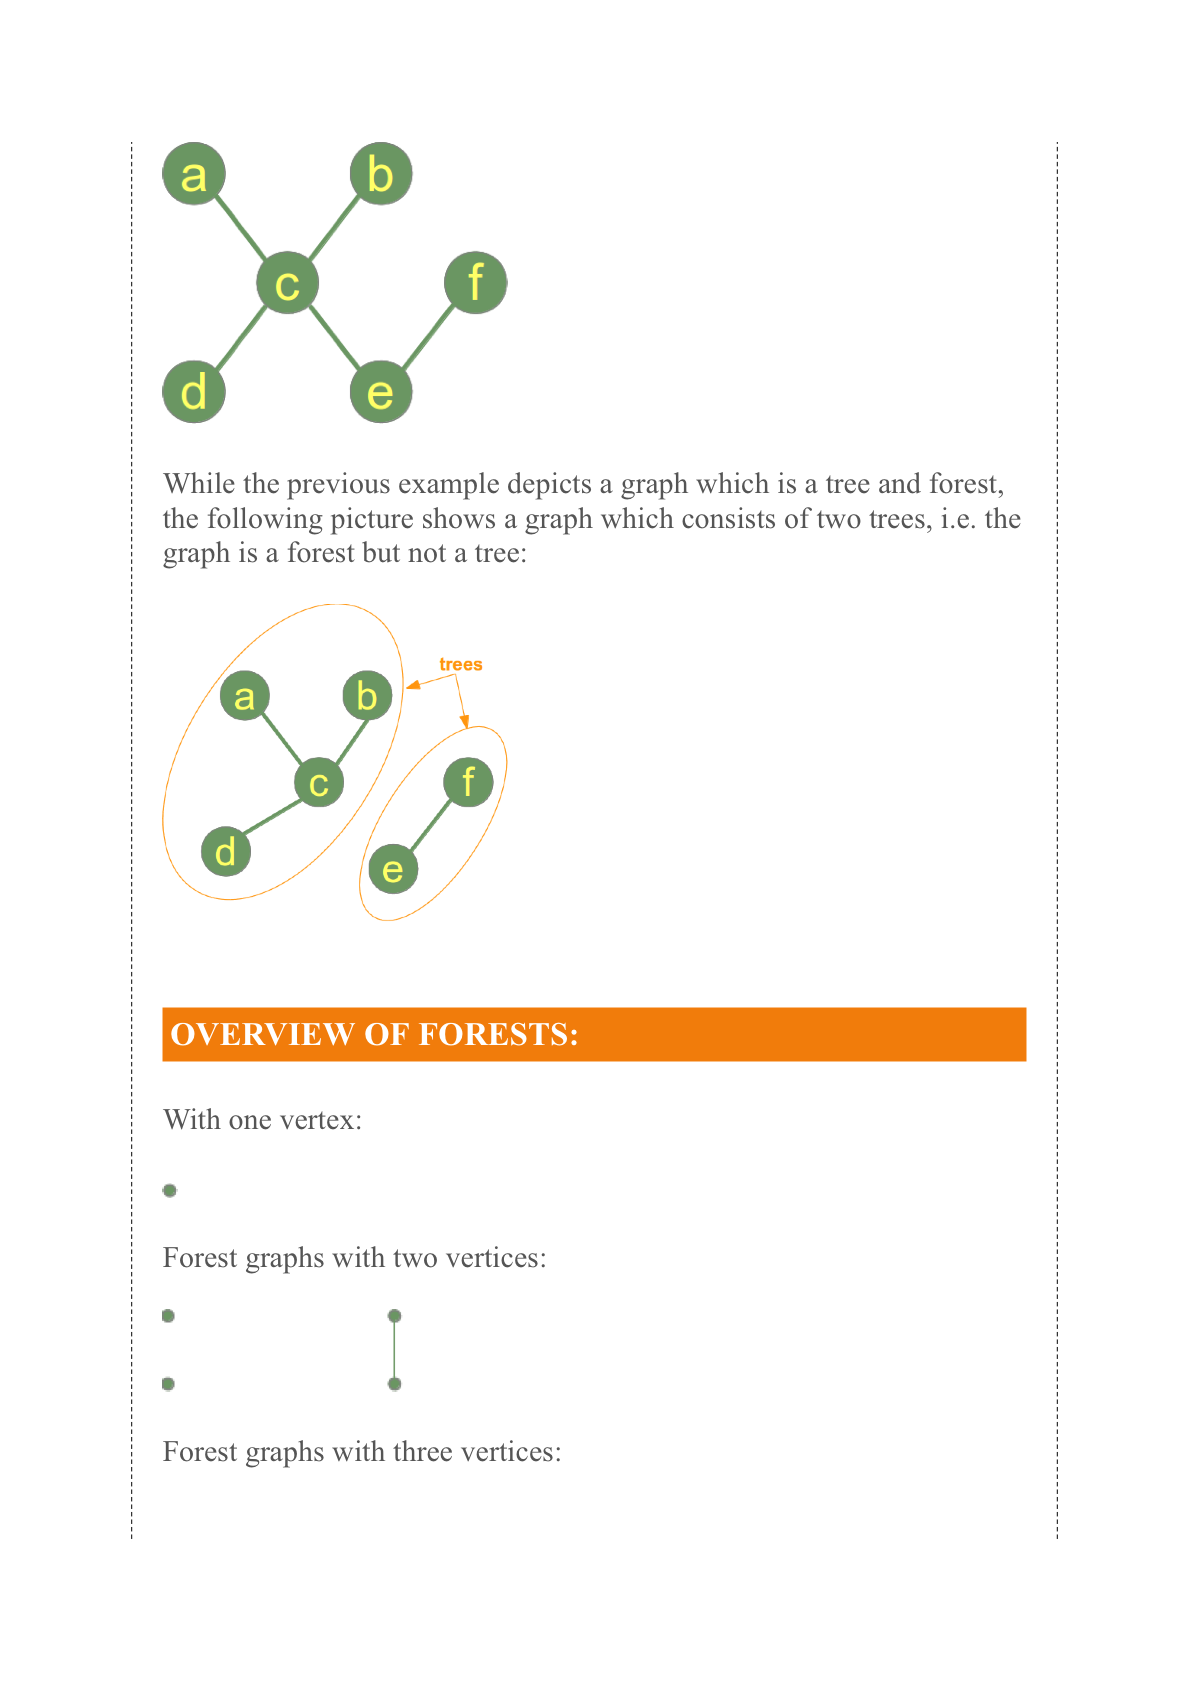 a b
c f
d e
While the previous example depicts a graph which is a tree and forest,
the following picture shows a graph which consists of two trees, i.e. the
graph is a forest but not a tree:
trees
a b
c f
d e
OVERVIEW OF FORESTS:
With one vertex:
Forest graphs with two vertices:
Forest graphs with three vertices: